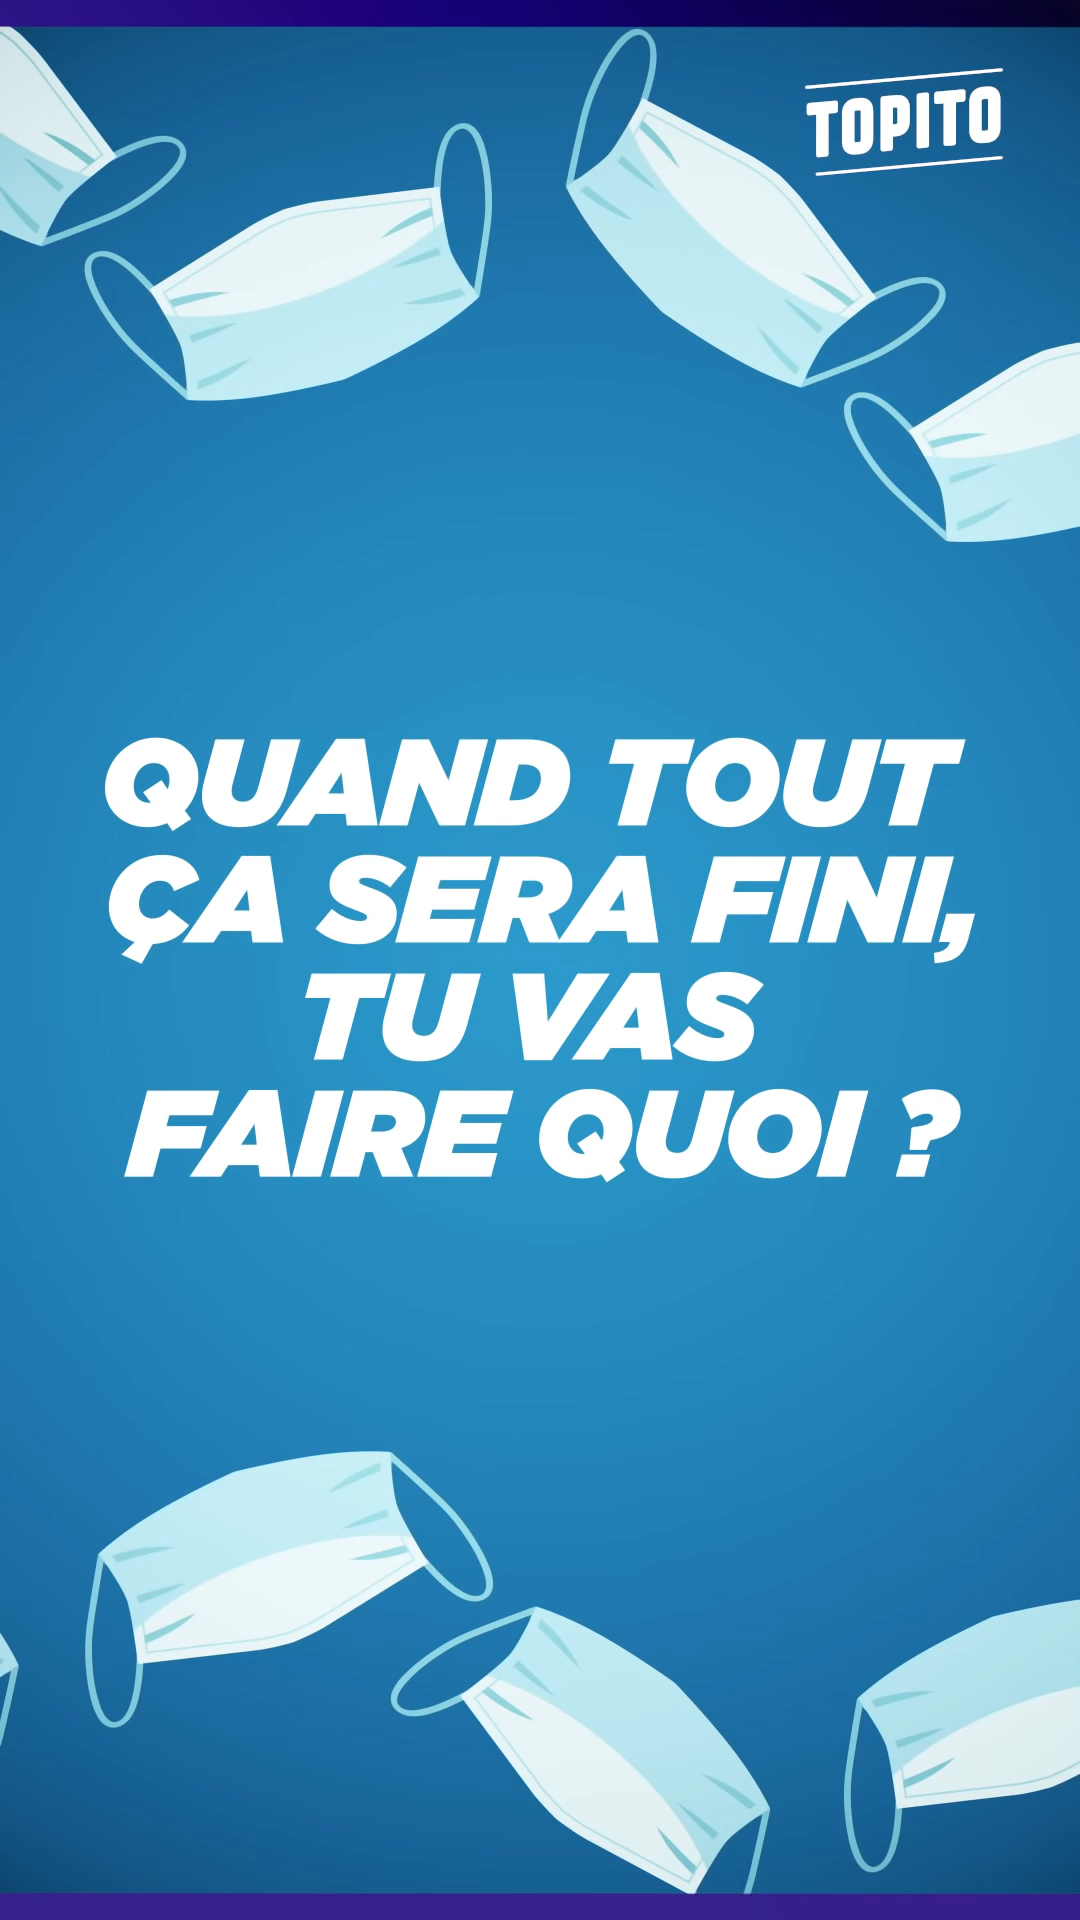 TOPITO
QUAND TOUT
ÇA SERA FINI,
TU VAS
FAIRE QUOI ?